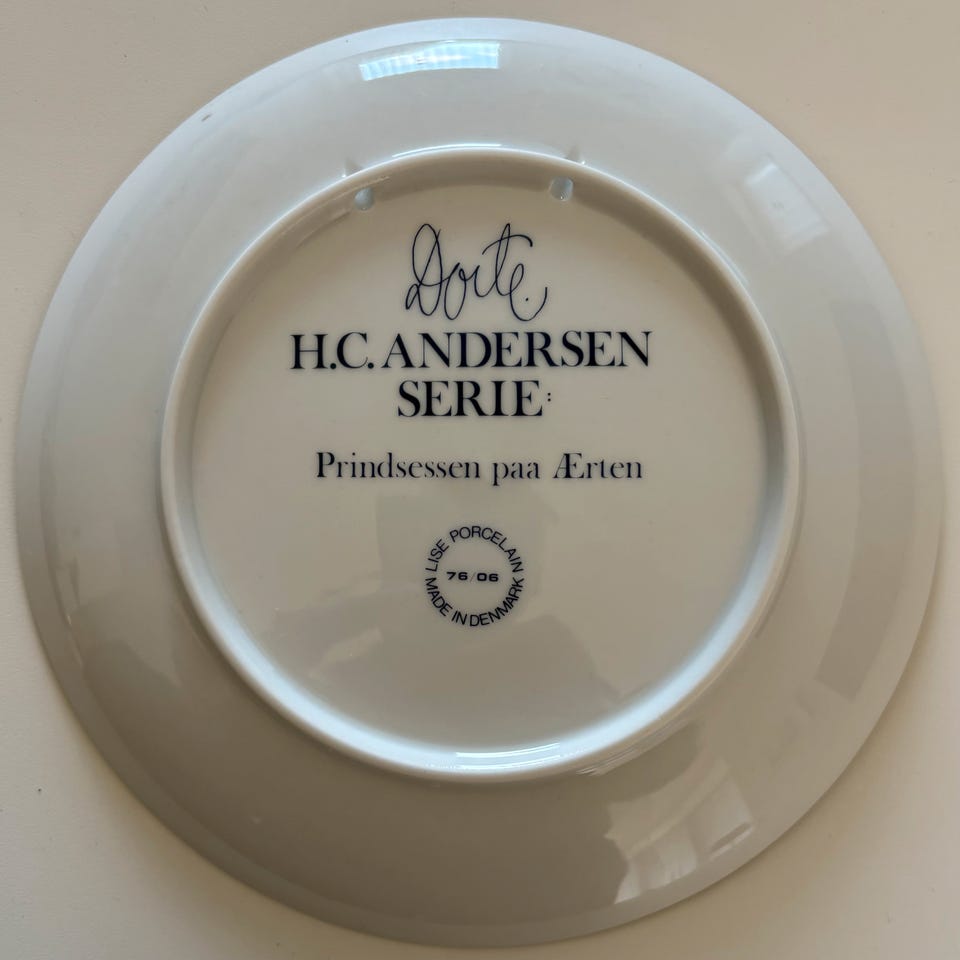 Dorte.
H.C. ANDERSEN
SERIE:
Prindsessen paa Ærten
LISE PORCELAIN
76/06
MADE IN DENMARK